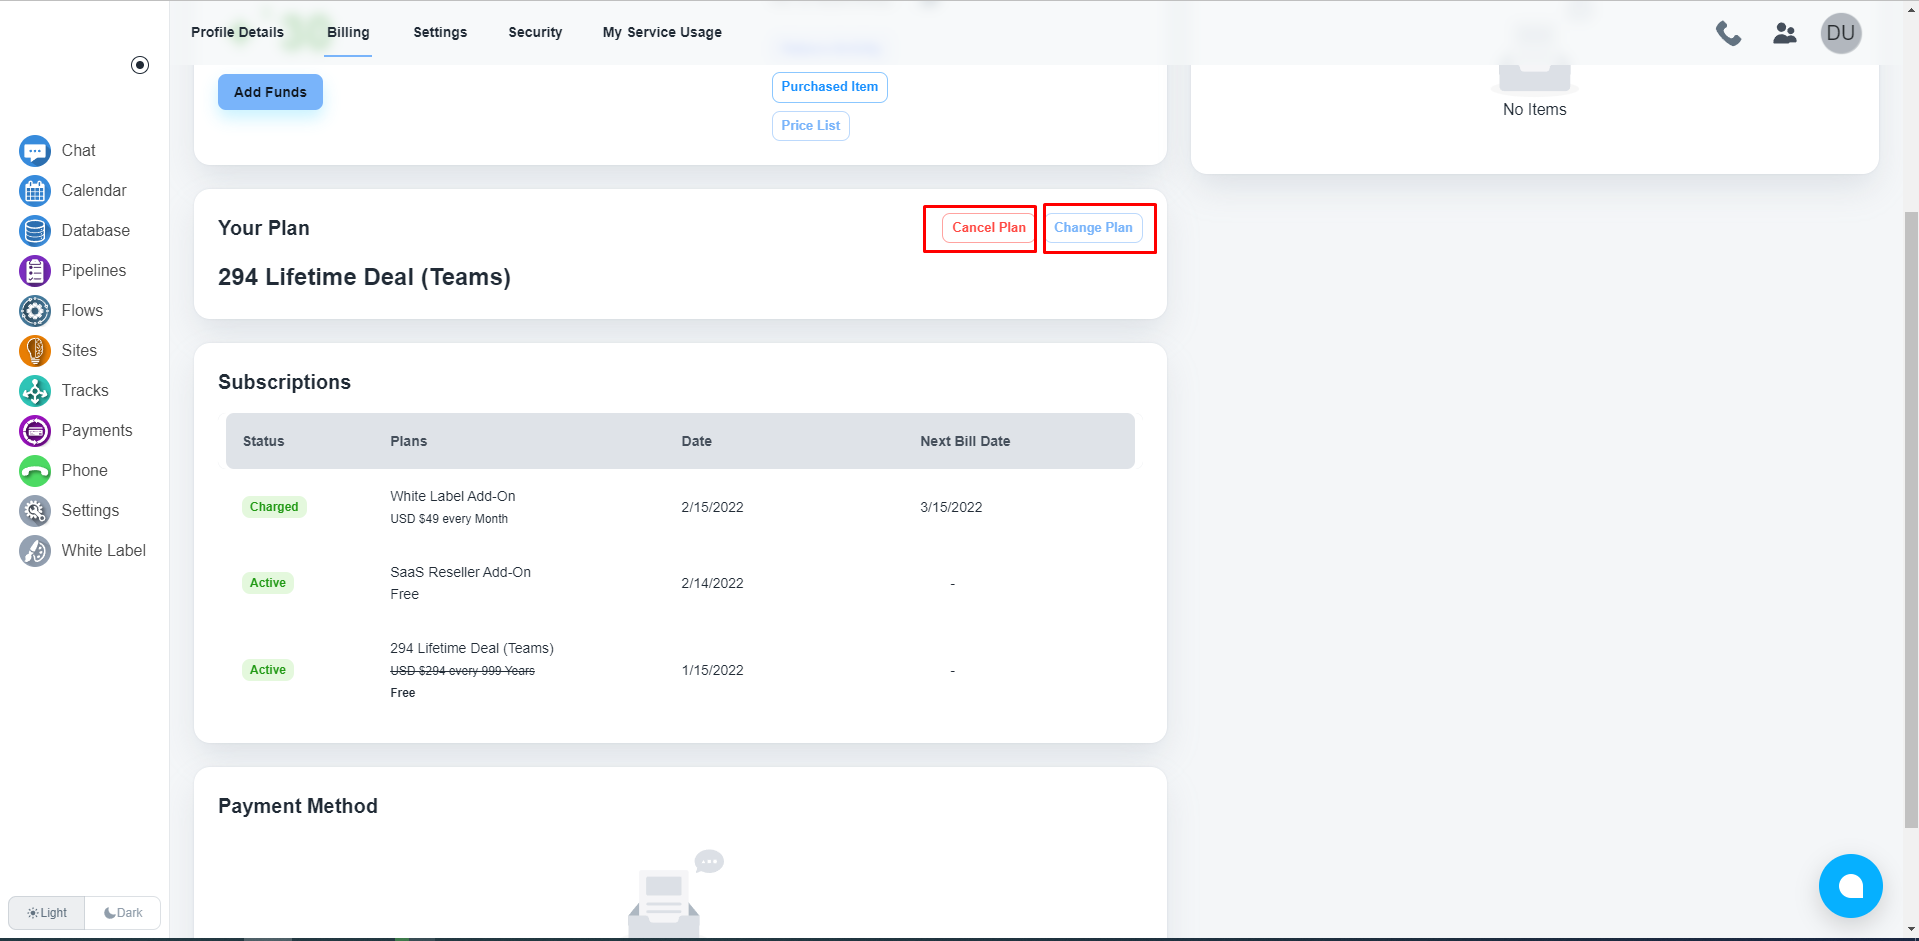 Profile Details
Billing
Settings
Security
My Service Usage
DU
Chat
Calendar
Database
Pipelines
Flows
Sites
Tracks
Payments
Phone
Settings
White Label
Light
Dark
Add Funds
Purchased Item
Price List
No Items
Your Plan
Cancel Plan
Change Plan
294 Lifetime Deal (Teams)
Subscriptions
Status Plans Date Next Bill Date
Charged
White Label Add-On
USD $49 every Month
2/15/2022
3/15/2022
Active
SaaS Reseller Add-On
Free
2/14/2022
-
Active
294 Lifetime Deal (Teams)
USD $294 every 999 Years
Free
1/15/2022
-
Payment Method